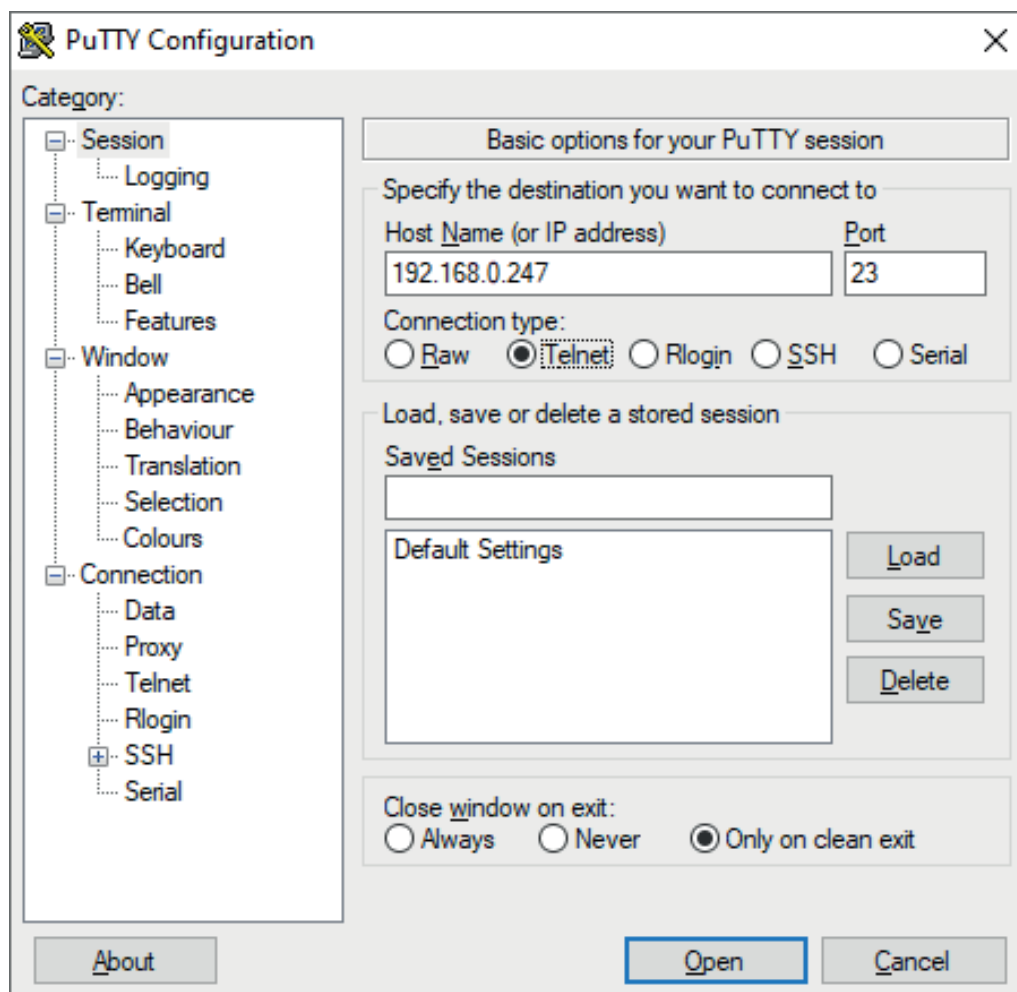 PuTTY Configuration
Category:
Session
Logging
Terminal
Keyboard
Bell
Features
Window
Appearance
Behaviour
Translation
Selection
Colours
Connection
Data
Proxy
Telnet
Rlogin
SSH
Serial
Basic options for your PuTTY session
Specify the destination you want to connect to
Host Name (or IP address) Port
192.168.0.247 23
Connection type:
Raw Telnet Rlogin SSH Serial
Load, save or delete a stored session
Saved Sessions
Default Settings
Load
Save
Delete
Close window on exit:
Always Never Only on clean exit
About Open Cancel